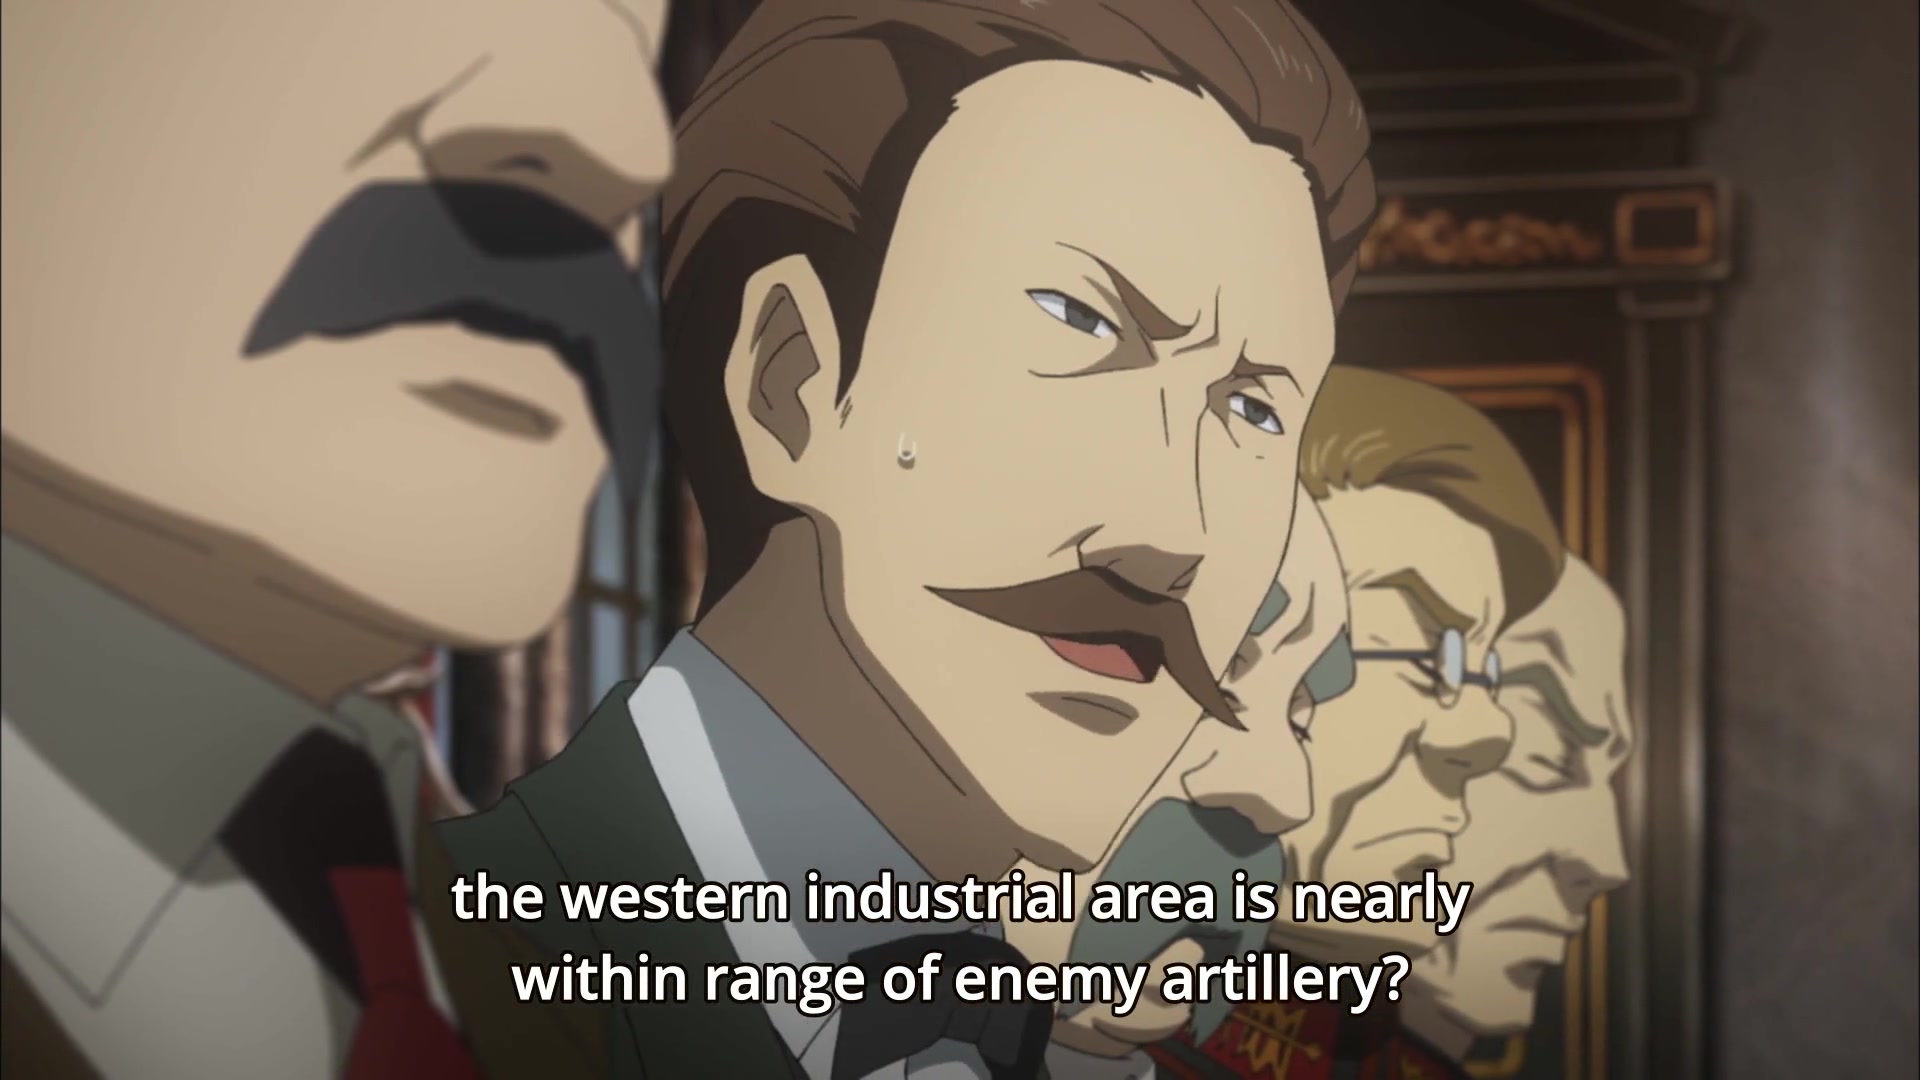 the western industrial area is nearly
within range of enemy artillery?